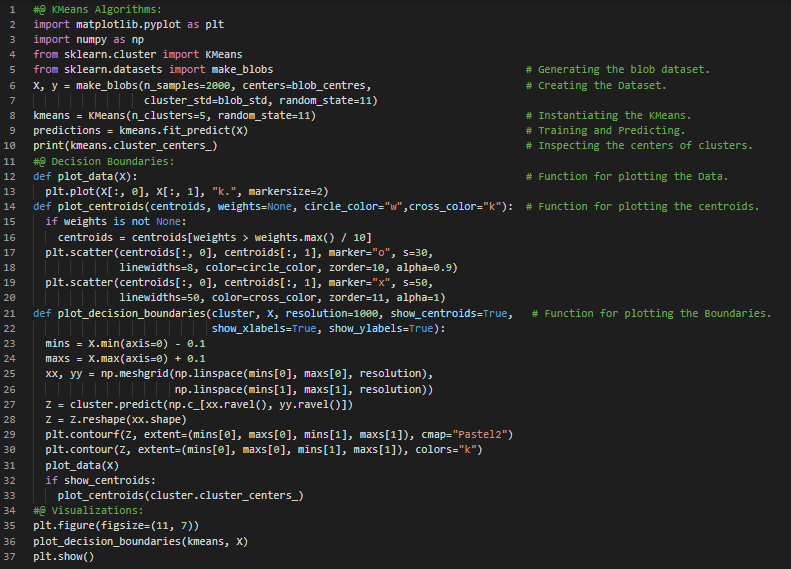 1 #@ KMeans Algorithms:
2 import matplotlib.pyplot as plt
3 import numpy as np
4 from sklearn.cluster import KMeans
5 from sklearn.datasets import make_blobs # Generating the blob dataset.
6 X, y = make_blobs(n_samples=2000, centers=blob_centres, # Creating the Dataset.
7 cluster_std=blob_std, random_state=11)
8 kmeans = KMeans(n_clusters=5, random_state=11) # Instantiating the KMeans.
9 predictions = kmeans.fit_predict(X) # Training and Predicting.
10 print(kmeans.cluster_centers_) # Inspecting the centers of clusters.
11 #@ Decision Boundaries:
12 def plot_data(X): # Function for plotting the Data.
13 plt.plot(X[:, 0], X[:, 1], "k.", markersize=2)
14 def plot_centroids(centroids, weights=None, circle_color="w",cross_color="k"): # Function for plotting the centroids.
15 if weights is not None:
16 centroids = centroids[weights > weights.max() / 10]
17 plt.scatter(centroids[:, 0], centroids[:, 1], marker="o", s=30,
18 linewidths=8, color=circle_color, zorder=10, alpha=0.9)
19 plt.scatter(centroids[:, 0], centroids[:, 1], marker="x", s=50,
20 linewidths=50, color=cross_color, zorder=11, alpha=1)
21 def plot_decision_boundaries(cluster, X, resolution=1000, show_centroids=True, # Function for plotting the Boundaries.
22 show_xlabels=True, show_ylabels=True):
23 mins = X.min(axis=0) - 0.1
24 maxs = X.max(axis=0) + 0.1
25 xx, yy = np.meshgrid(np.linspace(mins[0], maxs[0], resolution),
26 np.linspace(mins[1], maxs[1], resolution))
27 Z = cluster.predict(np.c_[xx.ravel(), yy.ravel()])
28 Z = Z.reshape(xx.shape)
29 plt.contourf(Z, extent=(mins[0], maxs[0], mins[1], maxs[1]), cmap="Pastel2")
30 plt.contour(Z, extent=(mins[0], maxs[0], mins[1], maxs[1]), colors="k")
31 plot_data(X)
32 if show_centroids:
33 plot_centroids(cluster.cluster_centers_)
34 #@ Visualizations:
35 plt.figure(figsize=(11, 7))
36 plot_decision_boundaries(kmeans, X)
37 plt.show()